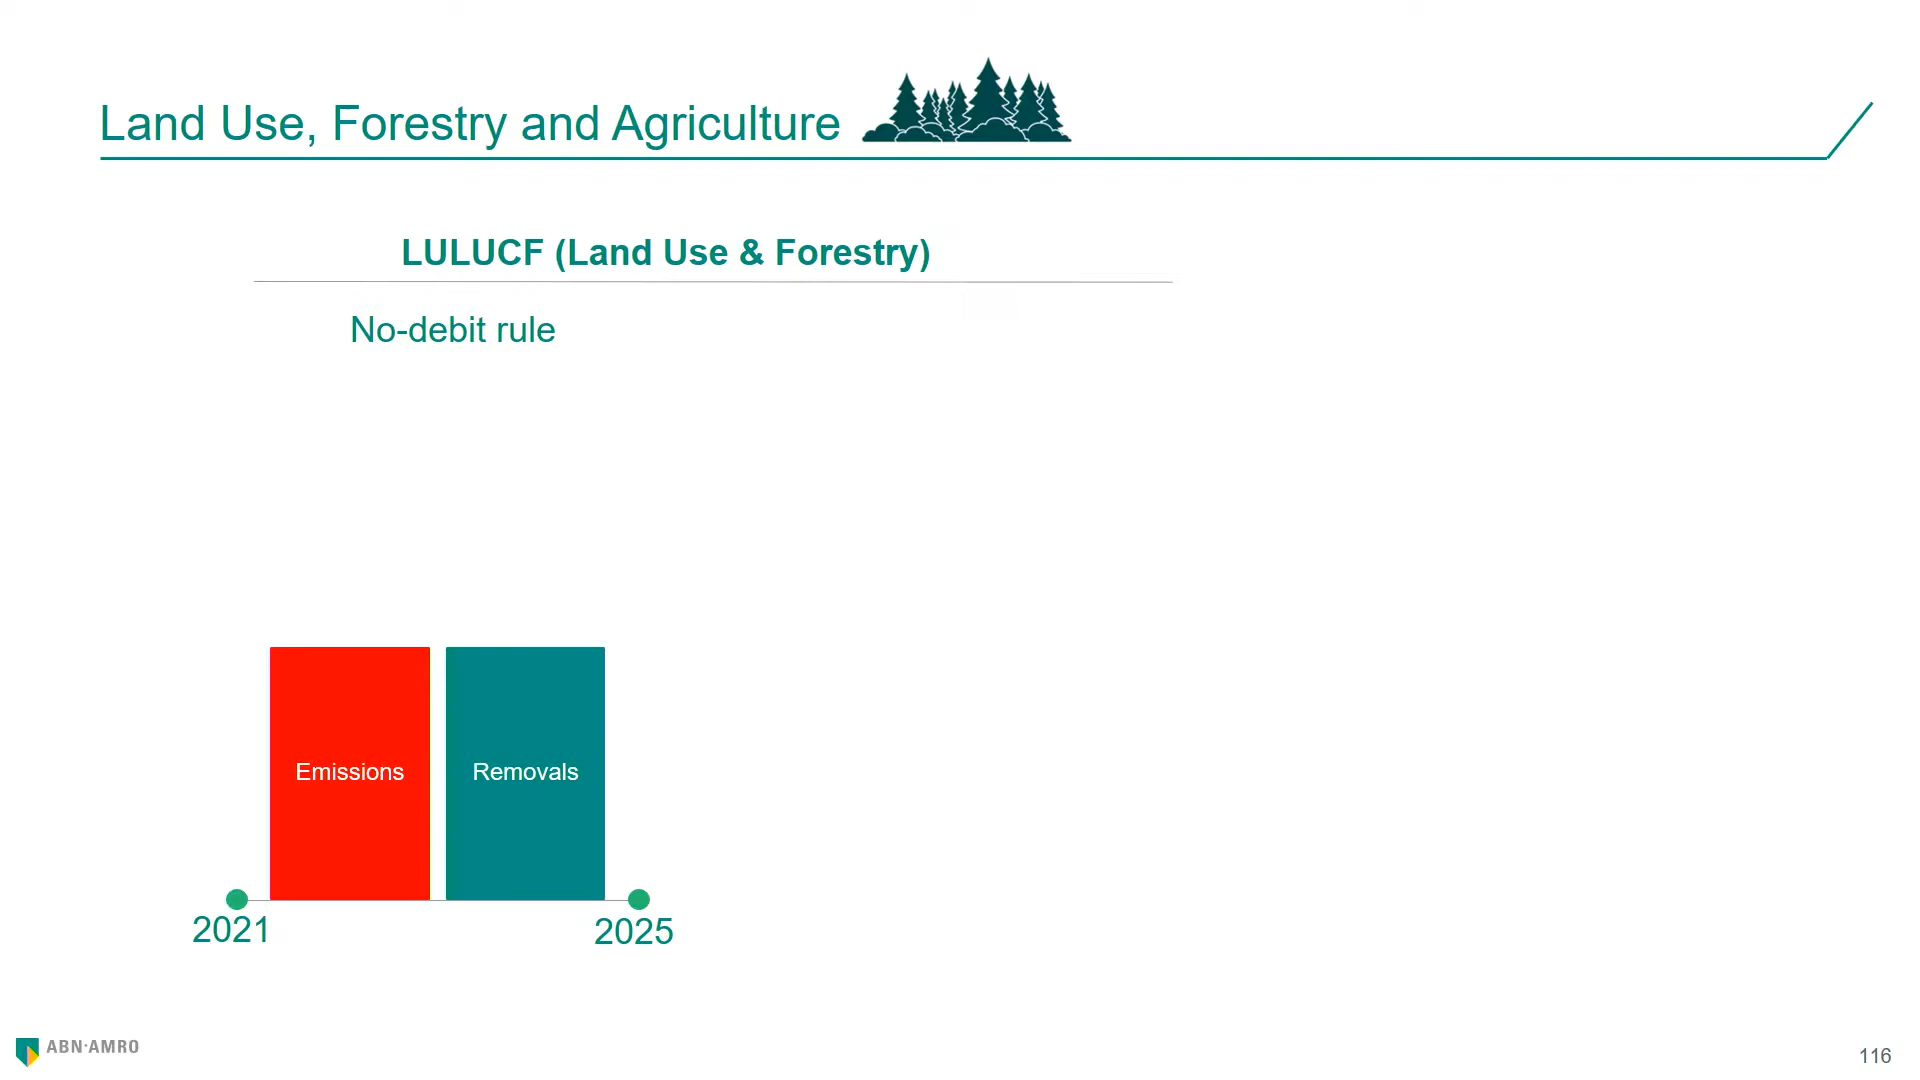 Land Use, Forestry and Agriculture
LULUCF (Land Use & Forestry)
No-debit rule
Emissions
Removals
2021
2025
ABN·AMRO
116